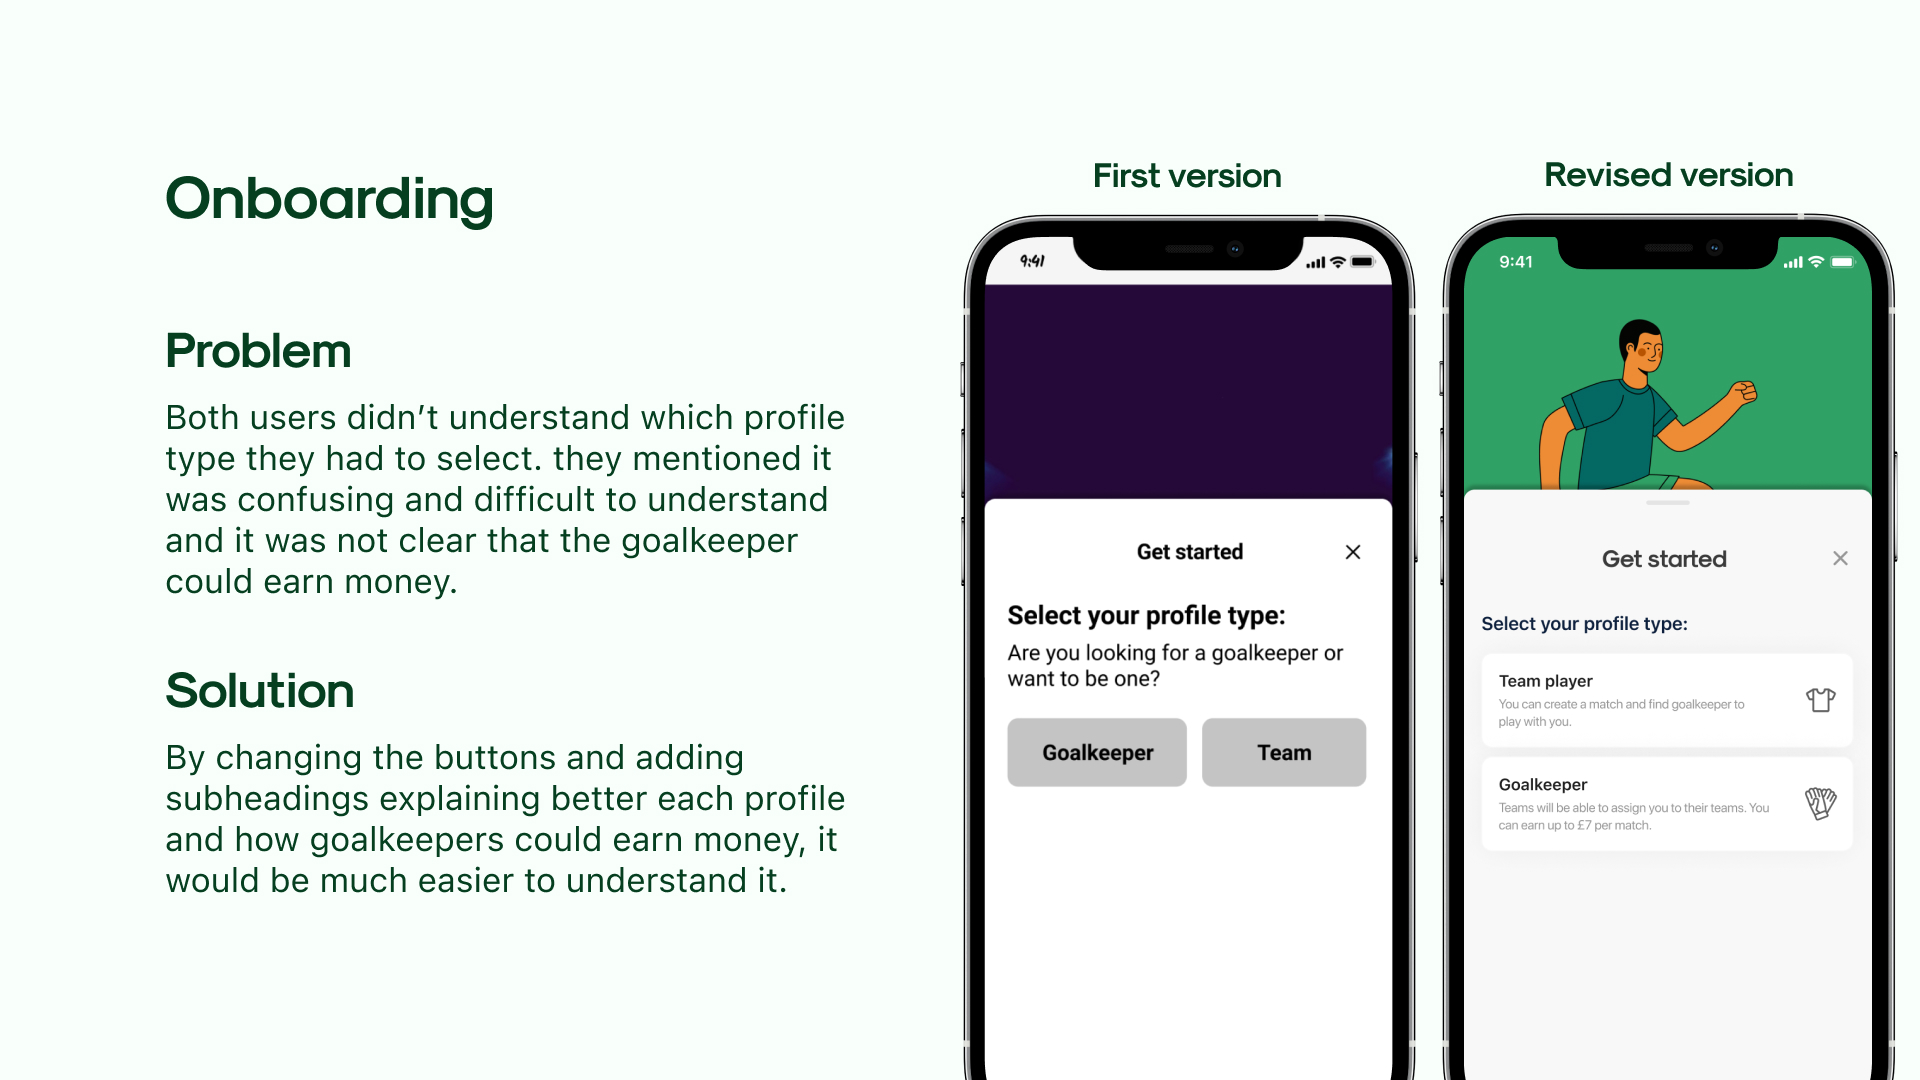 Onboarding
Problem
Both users didn’t understand which profile
type they had to select. they mentioned it
was confusing and difficult to understand
and it was not clear that the goalkeeper
could earn money.
Solution
By changing the buttons and adding
subheadings explaining better each profile
and how goalkeepers could earn money, it
would be much easier to understand it.
First version
9:41
Get started
Select your profile type:
Are you looking for a goalkeeper or
want to be one?
Goalkeeper
Team
Revised version
9:41
Get started
Select your profile type:
Team player
You can create a match and find goalkeeper to
play with you.
Goalkeeper
Teams will be able to assign you to their teams. You
can earn up to £7 per match.